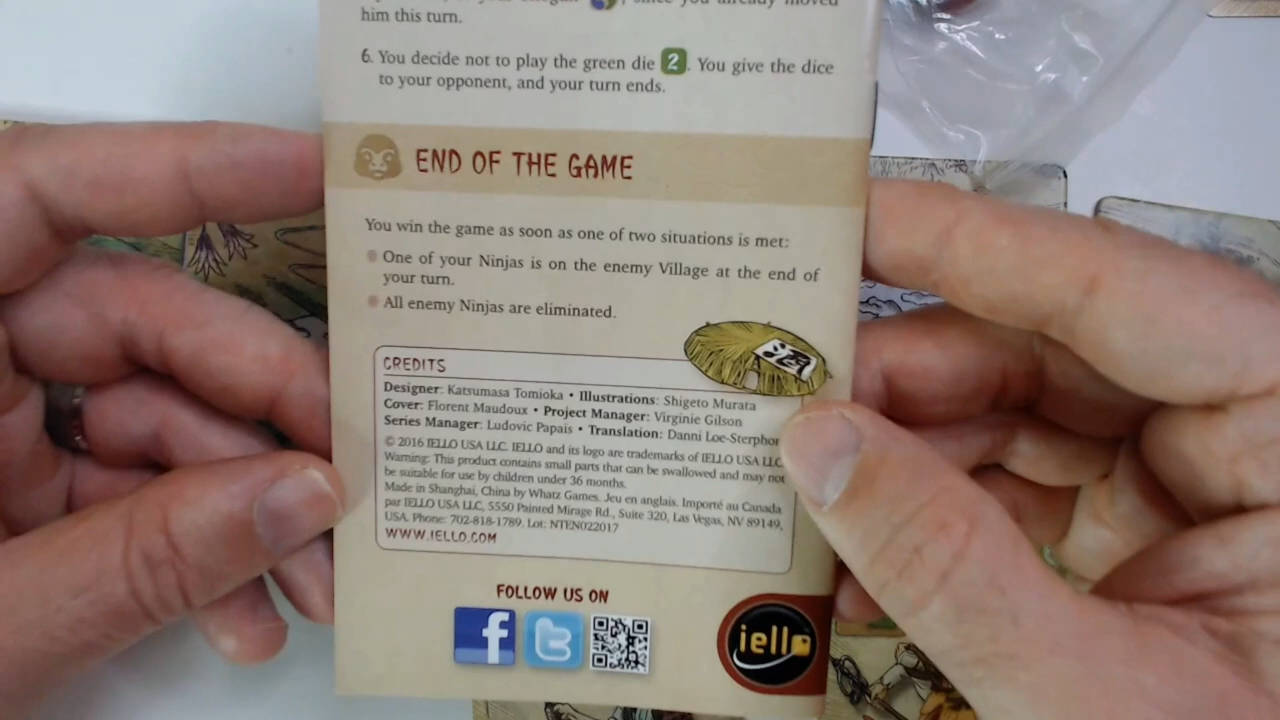 , since you already moved
him this turn.
6. You decide not to play the green die 2. You give the dice
to your opponent, and your turn ends.
END OF THE GAME
You win the game as soon as one of two situations is met:
One of your Ninjas is on the enemy Village at the end of
your turn.
All enemy Ninjas are eliminated.
CREDITS
Designer: Katsumasa Tomioka • Illustrations: Shigeto Murata
Cover: Florent Maudoux • Project Manager: Virginie Gilson
Series Manager: Ludovic Papais • Translation: Danni Loe-Sterphon
© 2016 IELLO USA LLC. IELLO and its logo are trademarks of IELLO USA LLC
Warning: This product contains small parts that can be swallowed and may not
be suitable for use by children under 36 months.
Made in Shanghai, China by Whatz Games. Jeu en anglais. Importé au Canada
par IELLO USA LLC, 5550 Painted Mirage Rd., Suite 320, Las Vegas, NV 89149,
USA. Phone: 702-818-1789. Lot: NTEN022017
WWW.IELLO.COM
FOLLOW US ON
f t
iello